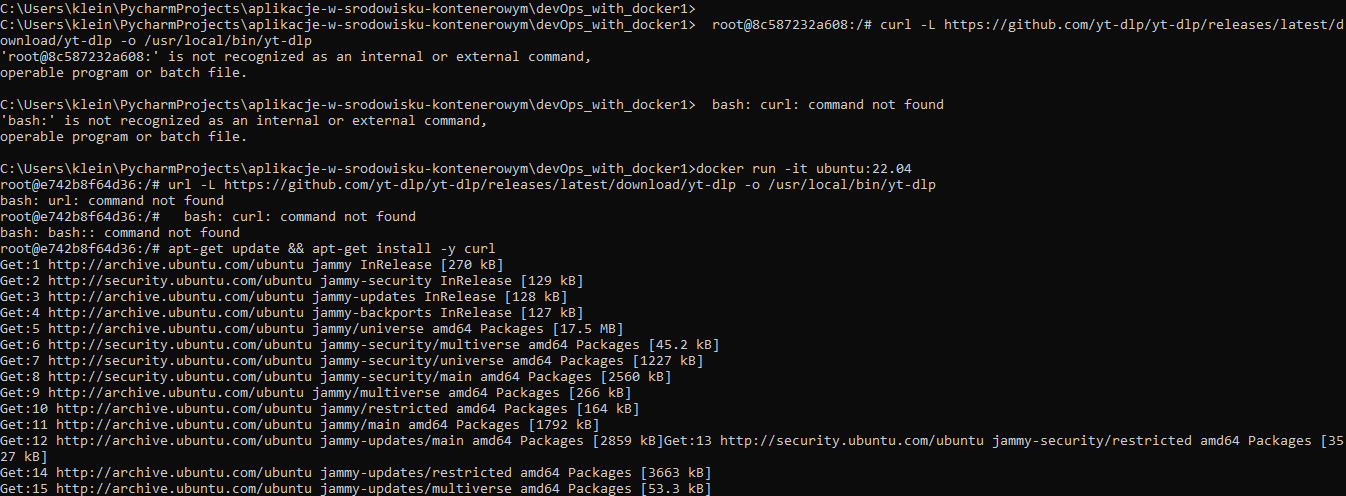 C:\Users\klein\PycharmProjects\aplikacje-w-srodowisku-kontenerowym\devOps_with_docker1>
C:\Users\klein\PycharmProjects\aplikacje-w-srodowisku-kontenerowym\devOps_with_docker1>  root@8c587232a608:/# curl -L https://github.com/yt-dlp/yt-dlp/releases/latest/d
ownload/yt-dlp -o /usr/local/bin/yt-dlp
'root@8c587232a608:' is not recognized as an internal or external command,
operable program or batch file.
C:\Users\klein\PycharmProjects\aplikacje-w-srodowisku-kontenerowym\devOps_with_docker1>  bash: curl: command not found
'bash:' is not recognized as an internal or external command,
operable program or batch file.
C:\Users\klein\PycharmProjects\aplikacje-w-srodowisku-kontenerowym\devOps_with_docker1>docker run -it ubuntu:22.04
root@e742b8f64d36:/# url -L https://github.com/yt-dlp/yt-dlp/releases/latest/download/yt-dlp -o /usr/local/bin/yt-dlp
bash: url: command not found
root@e742b8f64d36:/#   bash: curl: command not found
bash: bash:: command not found
root@e742b8f64d36:/# apt-get update && apt-get install -y curl
Get:1 http://archive.ubuntu.com/ubuntu jammy InRelease [270 kB]
Get:2 http://security.ubuntu.com/ubuntu jammy-security InRelease [129 kB]
Get:3 http://archive.ubuntu.com/ubuntu jammy-updates InRelease [128 kB]
Get:4 http://archive.ubuntu.com/ubuntu jammy-backports InRelease [127 kB]
Get:5 http://archive.ubuntu.com/ubuntu jammy/universe amd64 Packages [17.5 MB]
Get:6 http://security.ubuntu.com/ubuntu jammy-security/multiverse amd64 Packages [45.2 kB]
Get:7 http://security.ubuntu.com/ubuntu jammy-security/universe amd64 Packages [1227 kB]
Get:8 http://security.ubuntu.com/ubuntu jammy-security/main amd64 Packages [2560 kB]
Get:9 http://archive.ubuntu.com/ubuntu jammy/multiverse amd64 Packages [266 kB]
Get:10 http://archive.ubuntu.com/ubuntu jammy/restricted amd64 Packages [164 kB]
Get:11 http://archive.ubuntu.com/ubuntu jammy/main amd64 Packages [1792 kB]
Get:12 http://archive.ubuntu.com/ubuntu jammy-updates/main amd64 Packages [2859 kB]Get:13 http://security.ubuntu.com/ubuntu jammy-security/restricted amd64 Packages [35
27 kB]
Get:14 http://archive.ubuntu.com/ubuntu jammy-updates/restricted amd64 Packages [3663 kB]
Get:15 http://archive.ubuntu.com/ubuntu jammy-updates/multiverse amd64 Packages [53.3 kB]